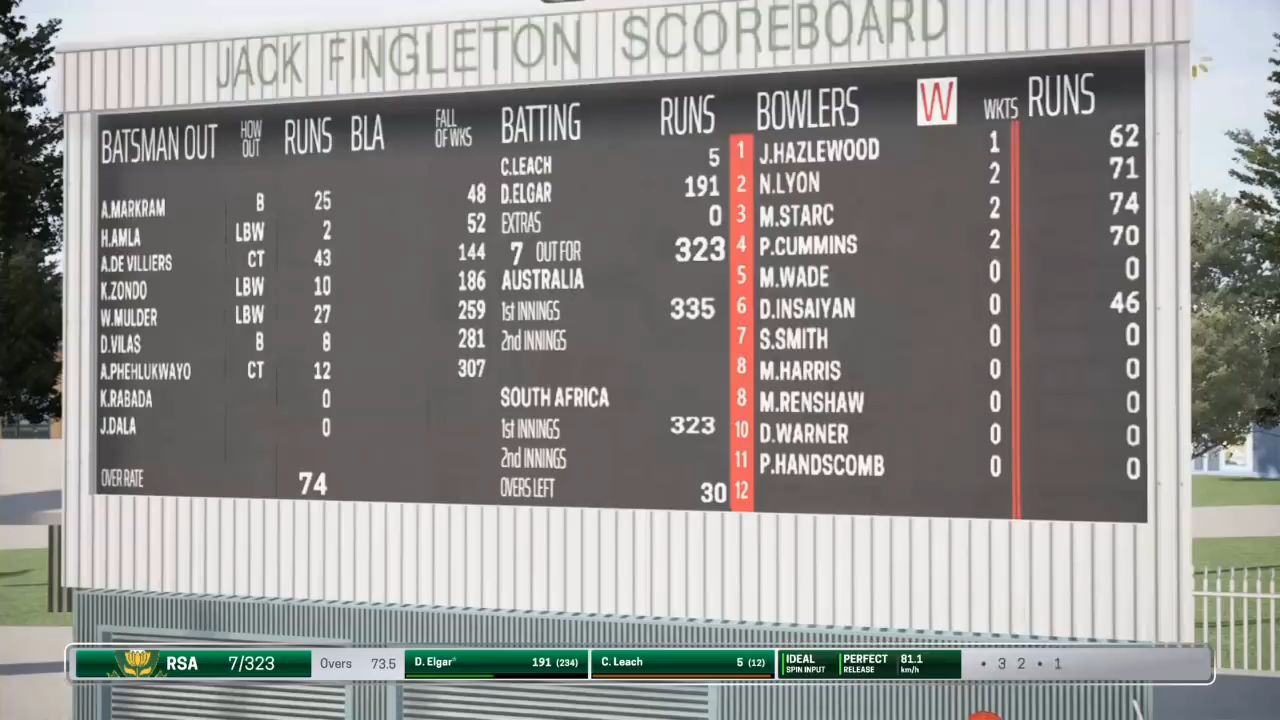 JACK FINGLETON SCOREBOARD
BATSMAN OUT HOW OUT RUNS BLA FALL OF WKS
A.MARKRAM B 25 48
H.AMLA LBW 2 52
A.DE VILLIERS CT 43 144
K.ZONDO LBW 10 186
W.MULDER LBW 27 259
D.VILAS B 8 281
A.PHEHLUKWAYO CT 12 307
K.RABADA 0
J.DALA 0
OVER RATE 74
BATTING RUNS
C.LEACH 5
D.ELGAR 191
EXTRAS 0
7 OUT FOR 323
AUSTRALIA
1st INNINGS 335
2nd INNINGS
SOUTH AFRICA
1st INNINGS 323
2nd INNINGS
OVERS LEFT 30
BOWLERS W WKTS RUNS
1 J.HAZLEWOOD 1 62
2 N.LYON 2 71
3 M.STARC 2 74
4 P.CUMMINS 2 70
5 M.WADE 0 0
6 D.INSAIYAN 0 46
7 S.SMITH 0 0
8 M.HARRIS 0 0
8 M.RENSHAW 0 0
10 D.WARNER 0 0
11 P.HANDSCOMB 0 0
12
RSA 7/323 Overs 73.5 D. Elgar* 191 (234) C. Leach 5 (12) IDEAL SPIN INPUT PERFECT RELEASE 81.1 km/h • 3 2 • 1